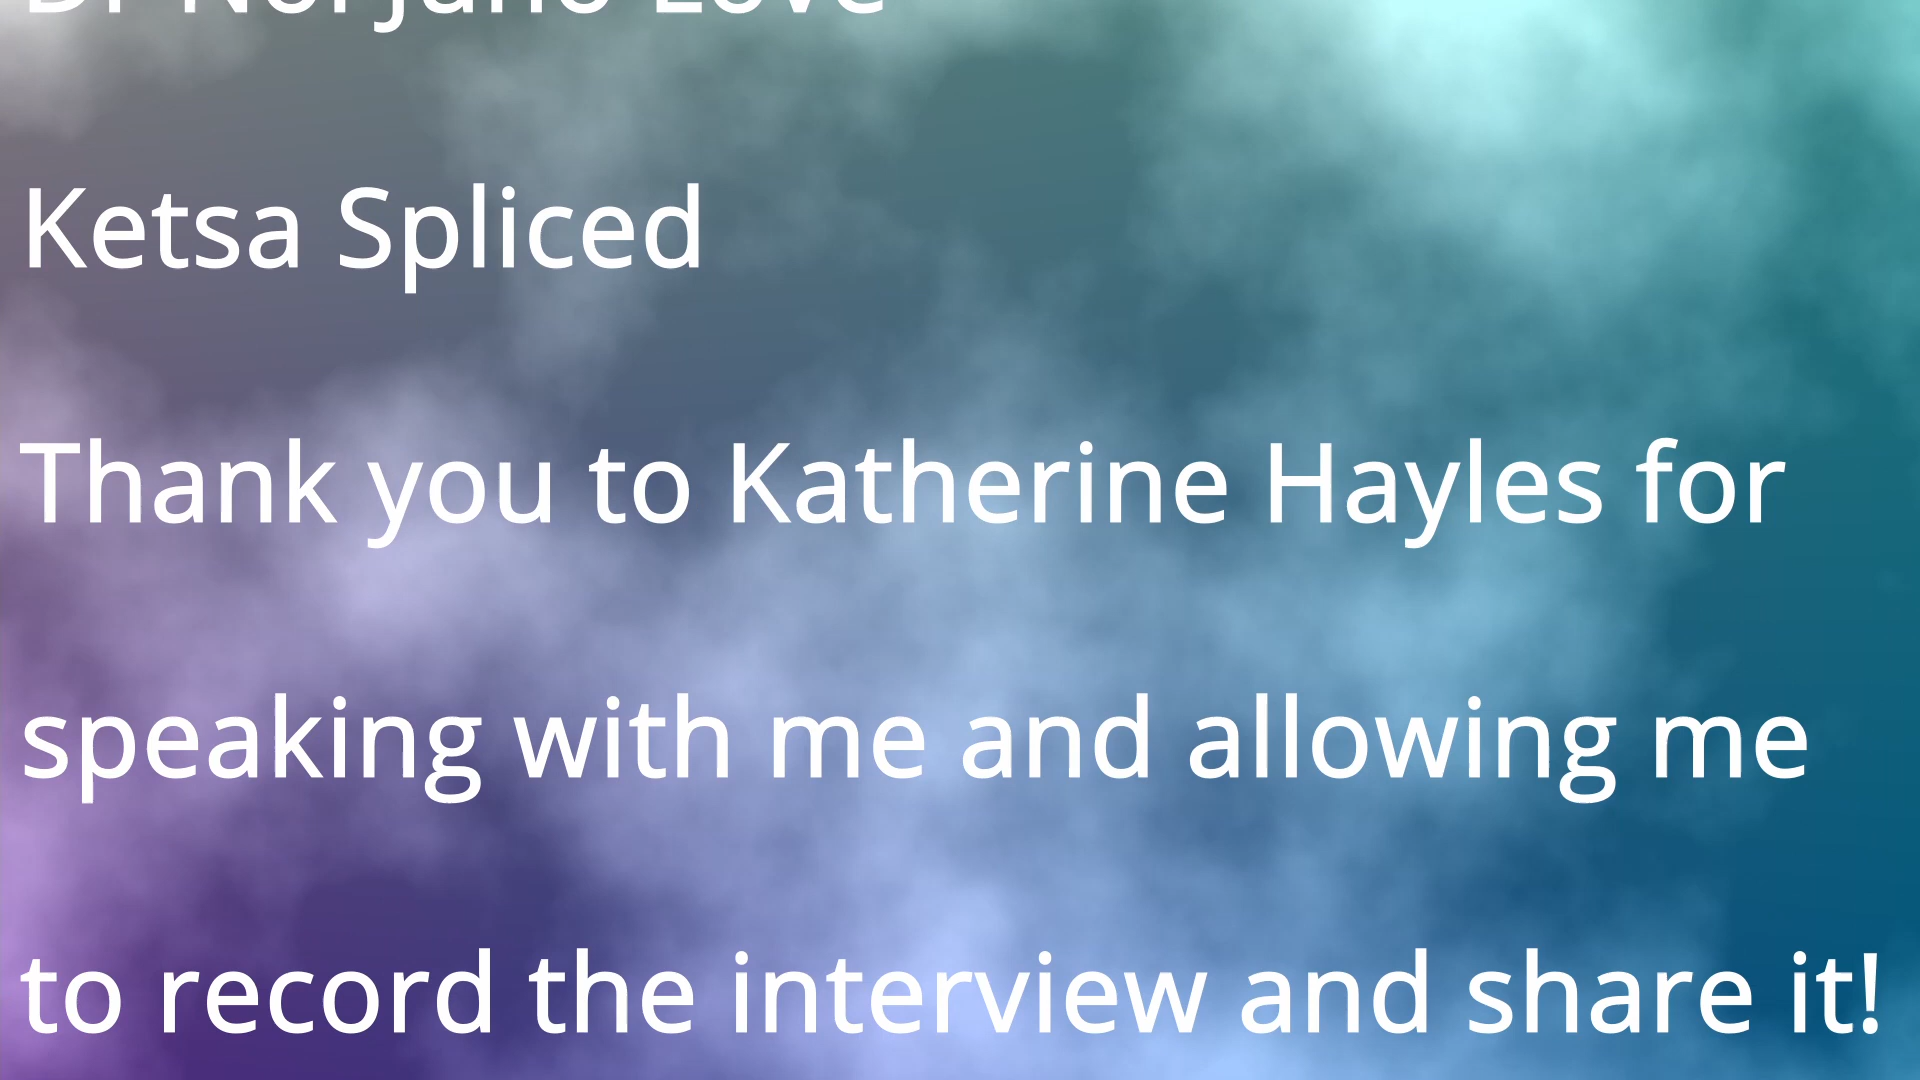 Love
Ketsa Spliced
Thank you to Katherine Hayles for
speaking with me and allowing me
to record the interview and share it!